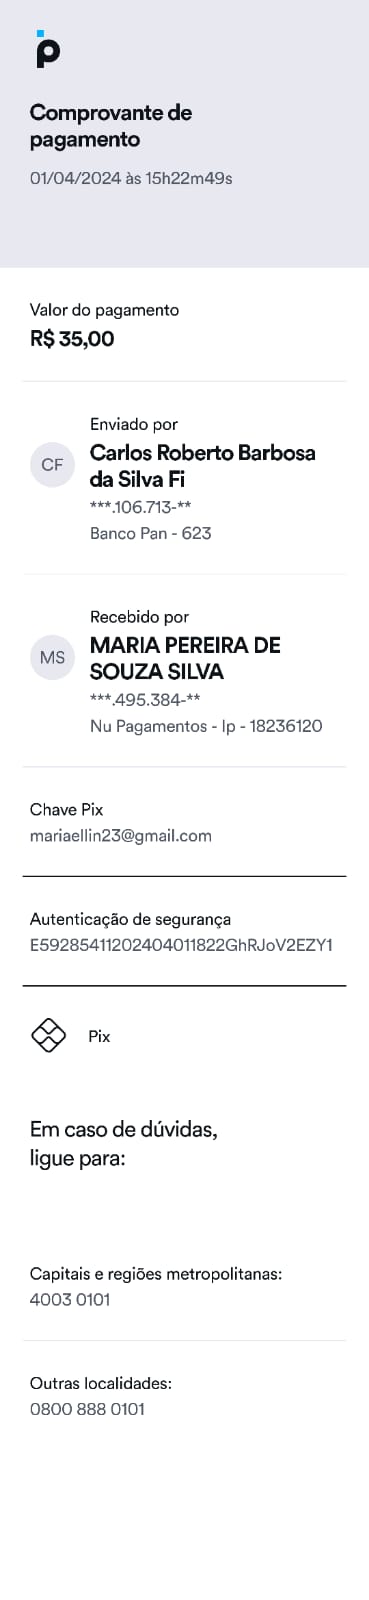 Comprovante de
pagamento
01/04/2024 às 15h22m49s
Valor do pagamento
R$ 35,00
Enviado por
CF
Carlos Roberto Barbosa
da Silva Fi
***.106.713-**
Banco Pan - 623
Recebido por
MS
MARIA PEREIRA DE
SOUZA SILVA
***.495.384-**
Nu Pagamentos - Ip - 18236120
Chave Pix
mariaellin23@gmail.com
Autenticação de segurança
E59285411202404011822GhRJoV2EZY1
Pix
Em caso de dúvidas,
ligue para:
Capitais e regiões metropolitanas:
4003 0101
Outras localidades:
0800 888 0101